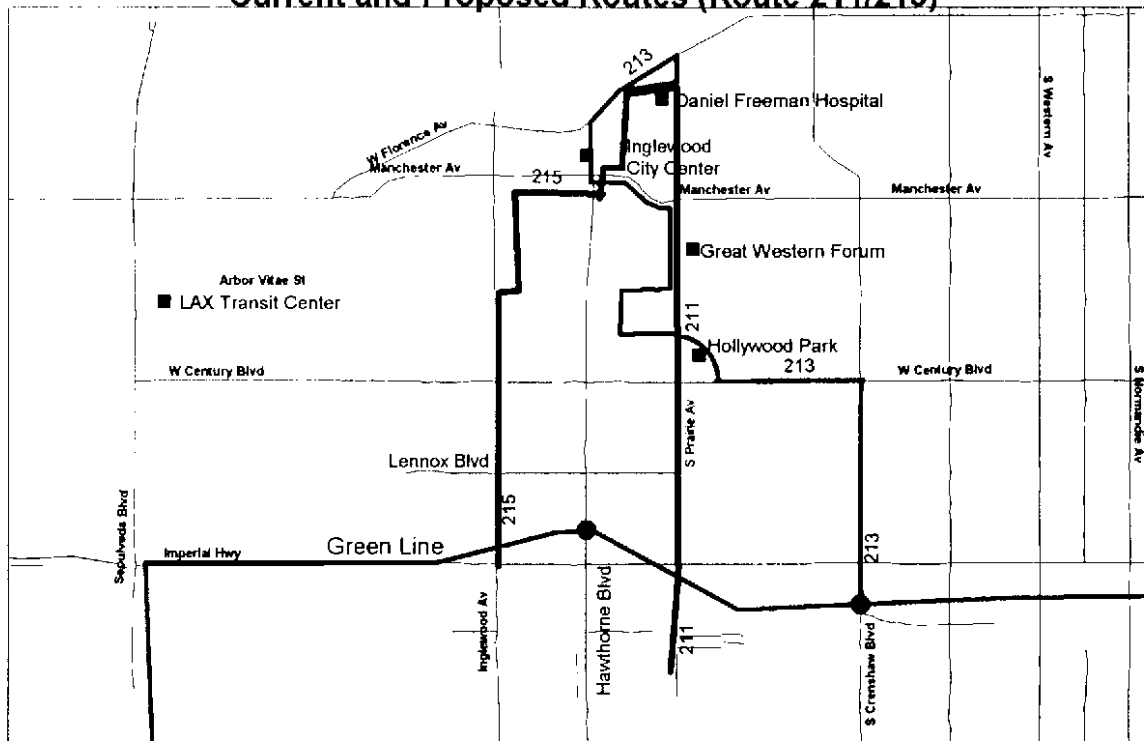 Current and Proposed Routes (Route 211/215)
213
Daniel Freeman Hospital
S Western Av
W Florence Av
Inglewood
City Center
Manchester Av
215
Manchester Av
Manchester Av
Great Western Forum
Arbor Vitae St
LAX Transit Center
211
Hollywood Park
213
W Century Blvd
W Century Blvd
S Normandie Av
S Prairie Av
Lennox Blvd
215
Sepulveda Blvd
Imperial Hwy
Green Line
213
Inglewood Av
Hawthorne Blvd
211
S Crenshaw Blvd